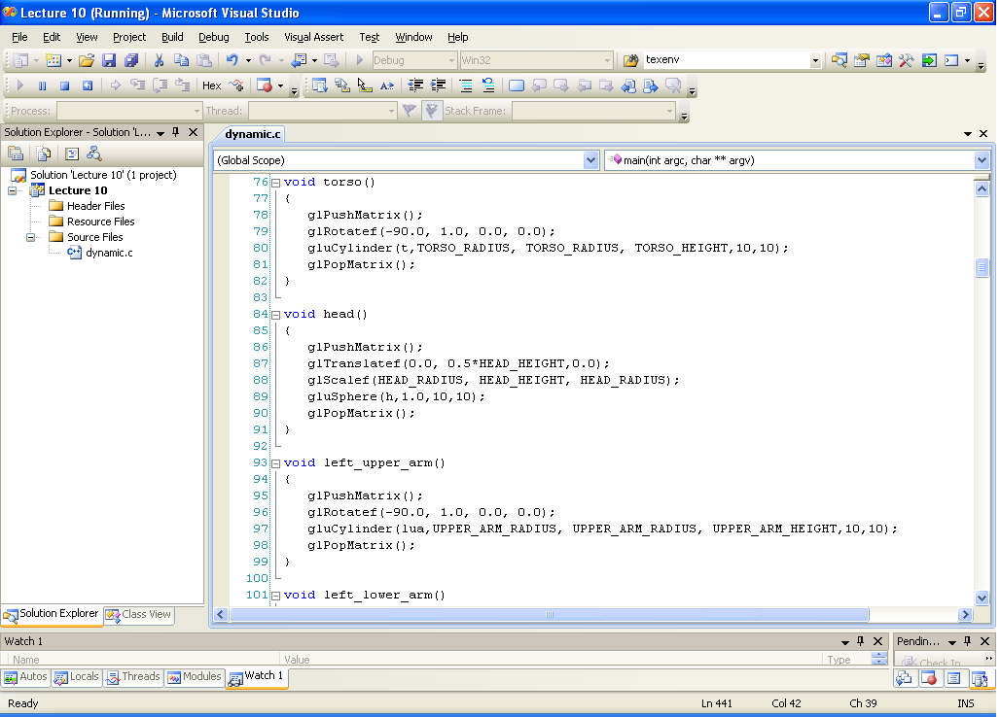 Lecture 10 (Running) - Microsoft Visual Studio
File Edit View Project Build Debug Tools Visual Assert Test Window Help
Debug Win32 texenv
Hex
Process: Thread: Stack Frame:
Solution Explorer - Solution 'L...
Solution 'Lecture 10' (1 project)
Lecture 10
Header Files
Resource Files
Source Files
dynamic.c
Solution Explorer Class View
dynamic.c
(Global Scope) main(int argc, char ** argv)
76 void torso()
77 {
78 glPushMatrix();
79 glRotatef(-90.0, 1.0, 0.0, 0.0);
80 gluCylinder(t,TORSO_RADIUS, TORSO_RADIUS, TORSO_HEIGHT,10,10);
81 glPopMatrix();
82 }
83
84 void head()
85 {
86 glPushMatrix();
87 glTranslatef(0.0, 0.5*HEAD_HEIGHT,0.0);
88 glScalef(HEAD_RADIUS, HEAD_HEIGHT, HEAD_RADIUS);
89 gluSphere(h,1.0,10,10);
90 glPopMatrix();
91 }
92
93 void left_upper_arm()
94 {
95 glPushMatrix();
96 glRotatef(-90.0, 1.0, 0.0, 0.0);
97 gluCylinder(lua,UPPER_ARM_RADIUS, UPPER_ARM_RADIUS, UPPER_ARM_HEIGHT,10,10);
98 glPopMatrix();
99 }
100
101 void left_lower_arm()
Watch 1
Name Value Type
Autos Locals Threads Modules Watch 1
Pendin...
Check In
Ready Ln 441 Col 42 Ch 39 INS